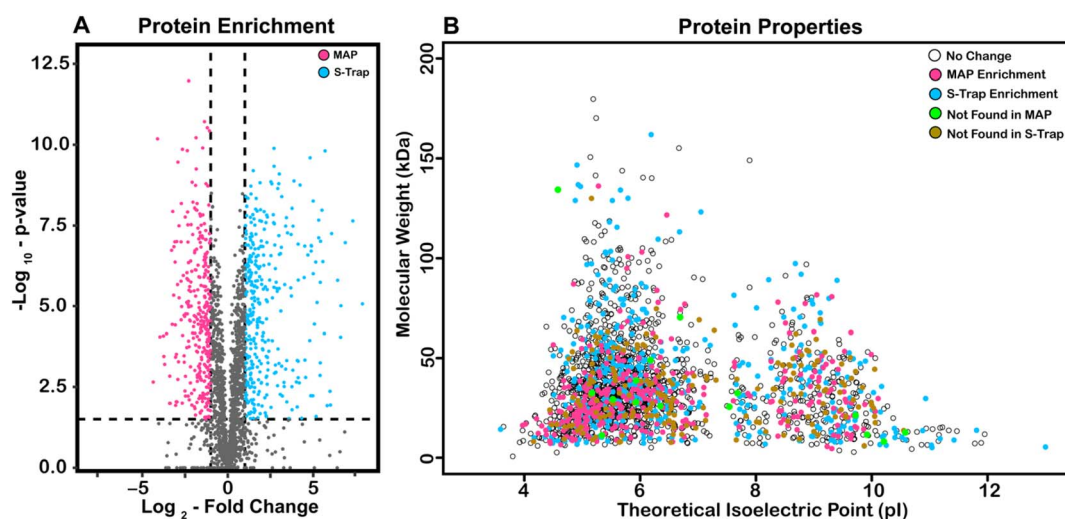 A
Protein Enrichment
MAP
S-Trap
12.5
10.0
7.5
5.0
2.5
0.0
-Log 10 - p-value
−5
0
5
Log 2 - Fold Change
B
Protein Properties
No Change
MAP Enrichment
S-Trap Enrichment
Not Found in MAP
Not Found in S-Trap
200
150
100
50
0
Molecular Weight (kDa)
4
6
8
10
12
Theoretical Isoelectric Point (pI)